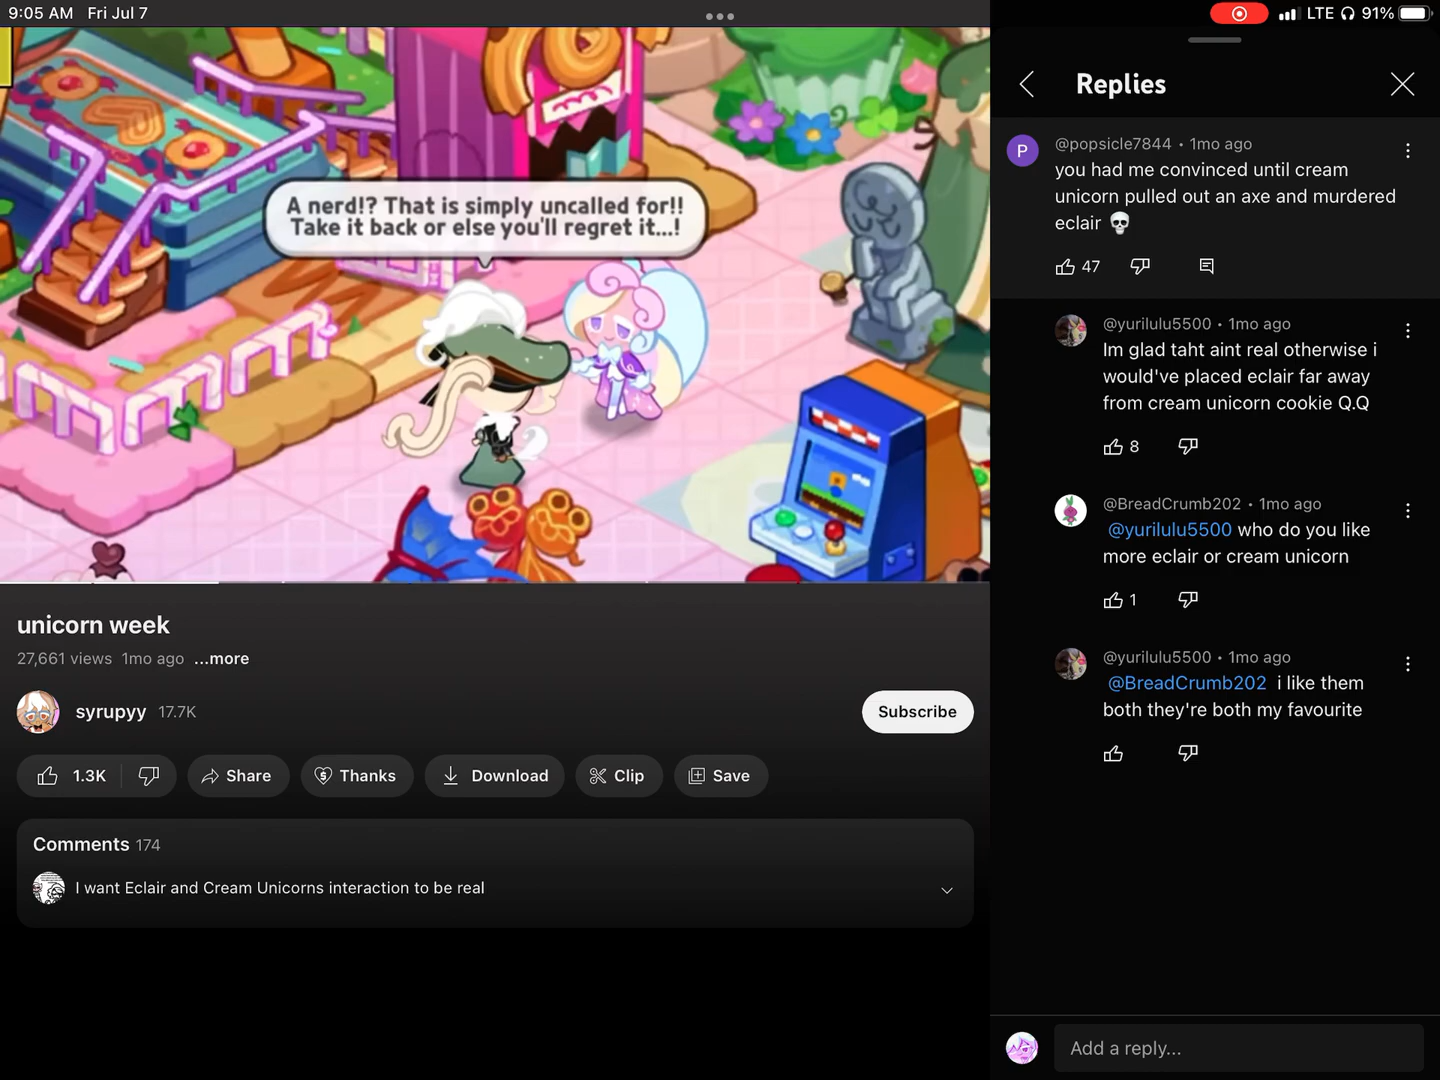 9:05 AM Fri Jul 7
LTE 91%
A nerd!? That is simply uncalled for!!
Take it back or else you'll regret it...!
unicorn week
27,661 views 1mo ago ...more
syrupyy 17.7K
Subscribe
1.3K Share Thanks Download Clip Save
Comments 174
I want Eclair and Cream Unicorns interaction to be real
Replies
P
@popsicle7844 • 1mo ago
you had me convinced until cream
unicorn pulled out an axe and murdered
eclair 💀
47
@yurilulu5500 • 1mo ago
Im glad taht aint real otherwise i
would've placed eclair far away
from cream unicorn cookie Q.Q
8
@BreadCrumb202 • 1mo ago
@yurilulu5500 who do you like
more eclair or cream unicorn
1
@yurilulu5500 • 1mo ago
@BreadCrumb202 i like them
both they're both my favourite
Add a reply...